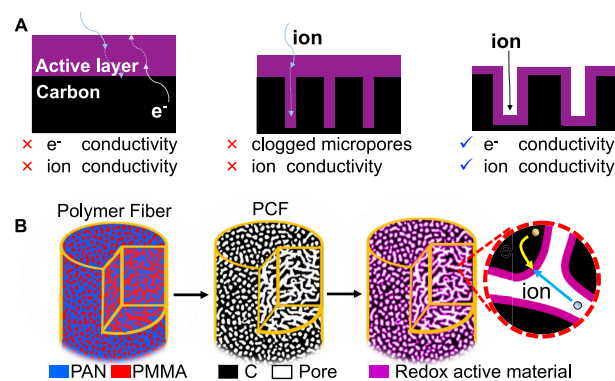 A
Active layer
Carbon
e-
ion
ion
× e- conductivity
× ion conductivity
× clogged micropores
× ion conductivity
✓ e- conductivity
✓ ion conductivity
B
Polymer Fiber
PCF
ion
PAN PMMA
C Pore
Redox active material